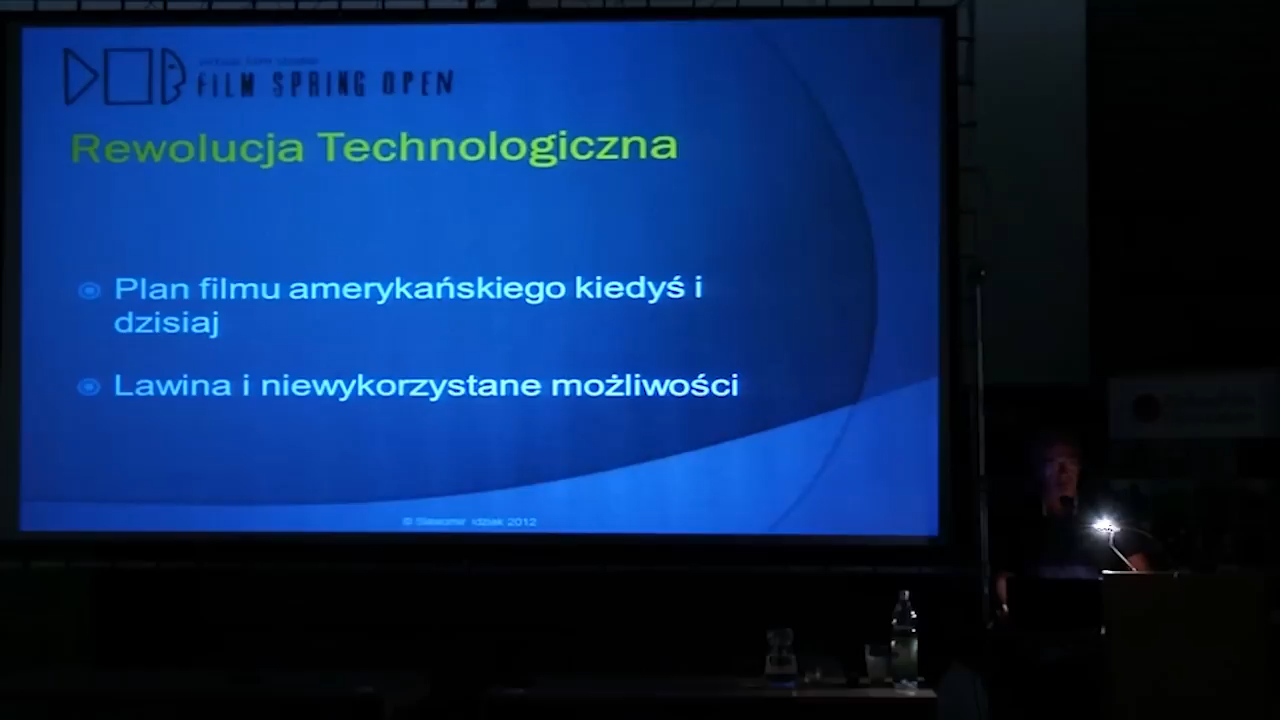 FILM SPRING OPEN
Rewolucja Technologiczna
Plan filmu amerykańskiego kiedyś i
dzisiaj
Lawina i niewykorzystane możliwości
© Sławomir Idziak 2012